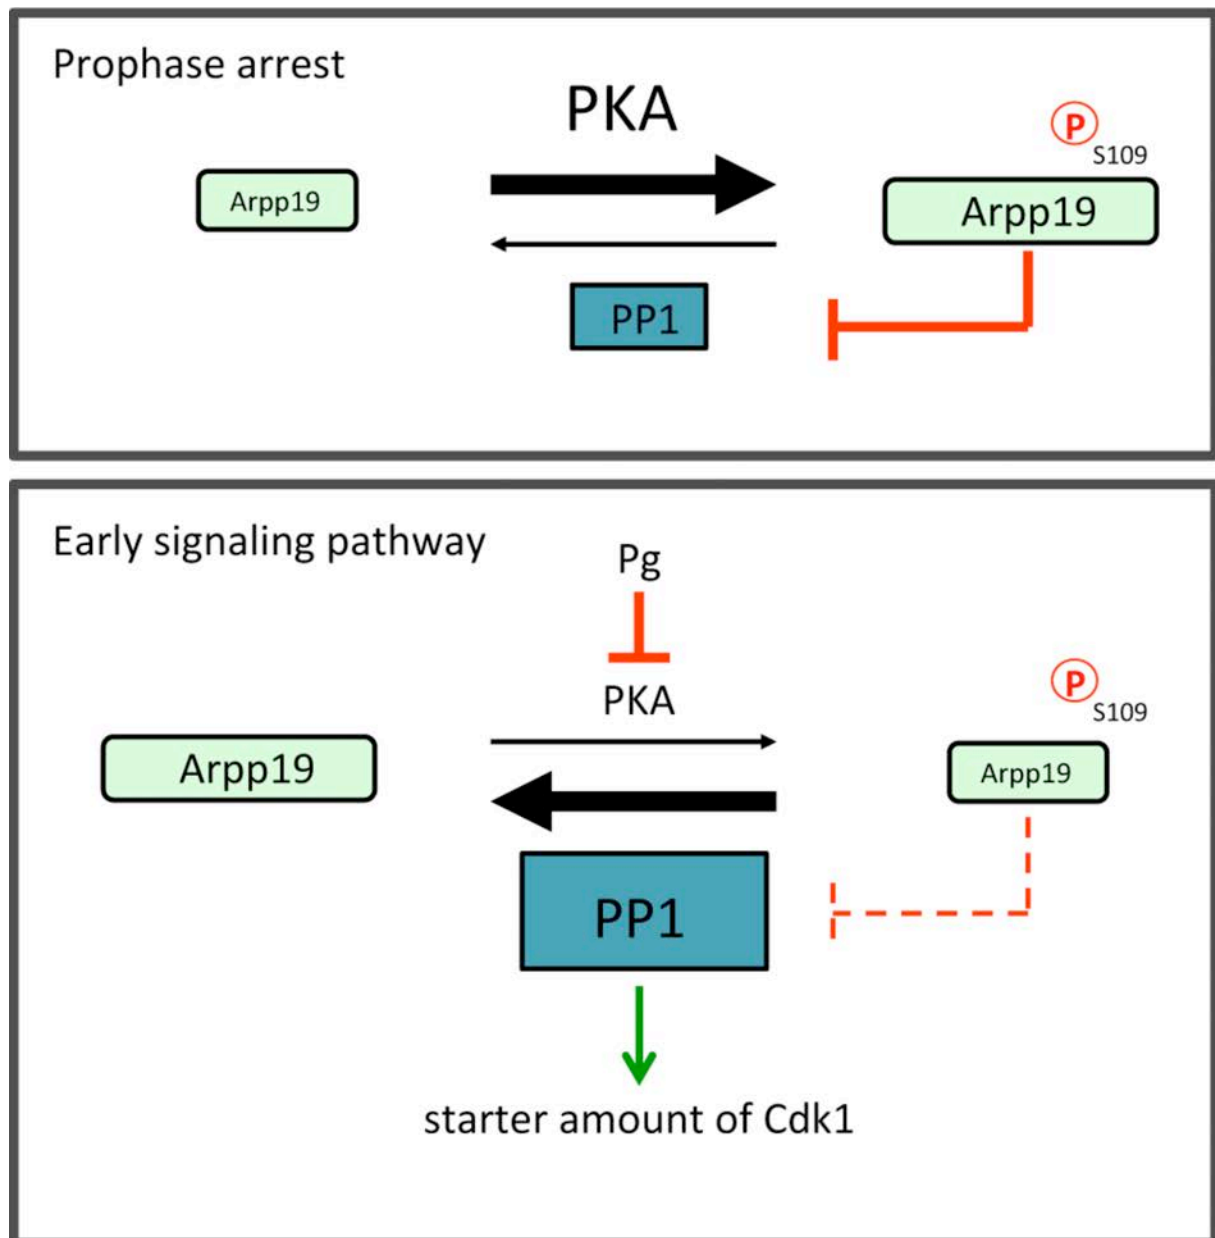 Prophase arrest
PKA
P
S109
Arpp19
Arpp19
PP1
Early signaling pathway
Pg
P
PKA
S109
Arpp19
Arpp19
PP1
starter amount of Cdk1